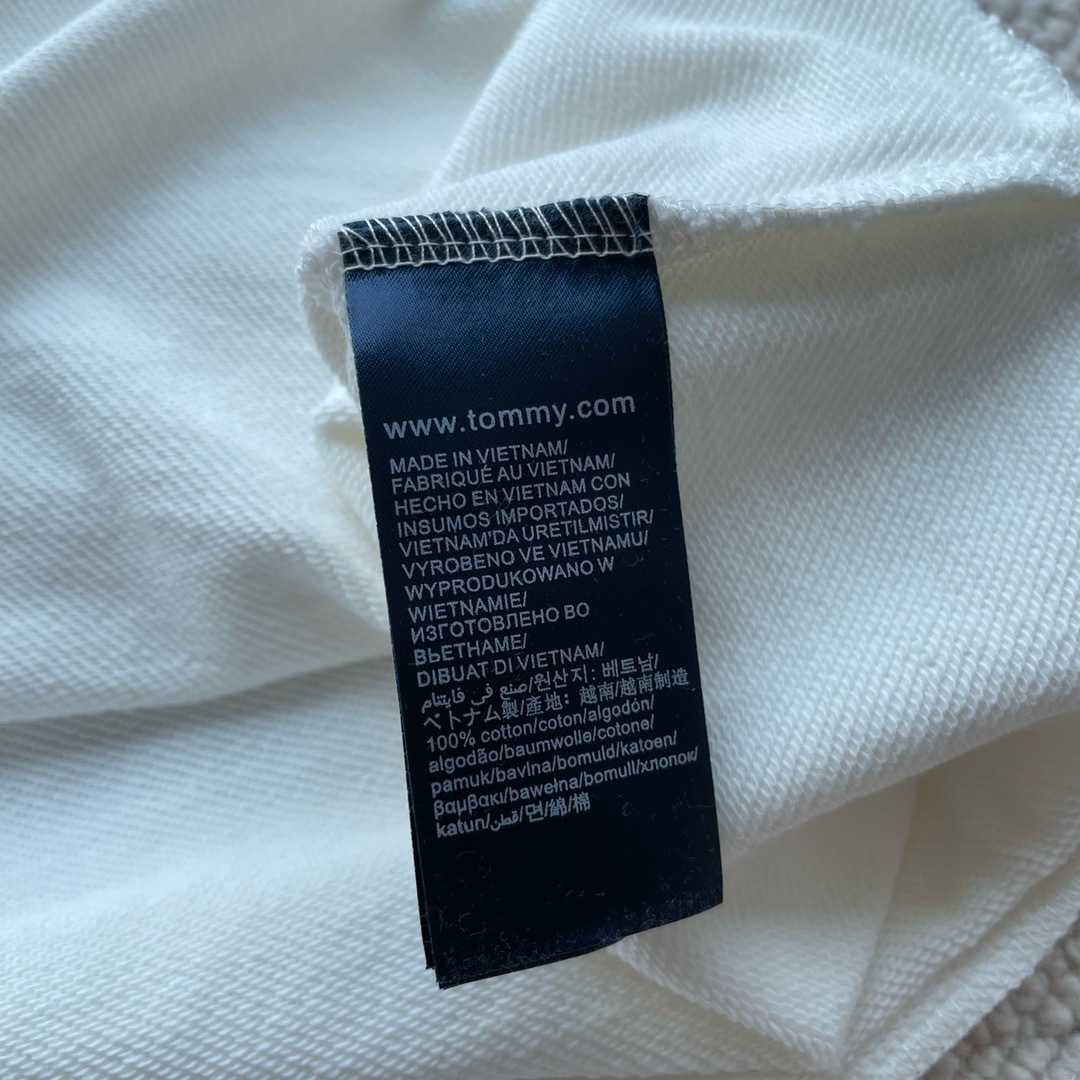 www.tommy.com
MADE IN VIETNAM/
FABRIQUÉ AU VIETNAM/
HECHO EN VIETNAM CON
INSUMOS IMPORTADOS/
VIETNAM'DA URETILMISTIR/
VYROBENO VE VIETNAMU/
WYPRODUKOWANO W
WIETNAMIE/
ИЗГОТОВЛЕНО ВО
ВЬЕТНАМЕ/
DIBUAT DI VIETNAM/
صنع في فايتنام/원산지: 베트남/
ベトナム製/產地: 越南/越南制造
100% cotton/coton/algodón/
algodão/baumwolle/cotone/
pamuk/bavlna/bomuld/katoen/
βαμβακι/bawełna/bomull/хлопок/
katun/قطن/면/綿/棉